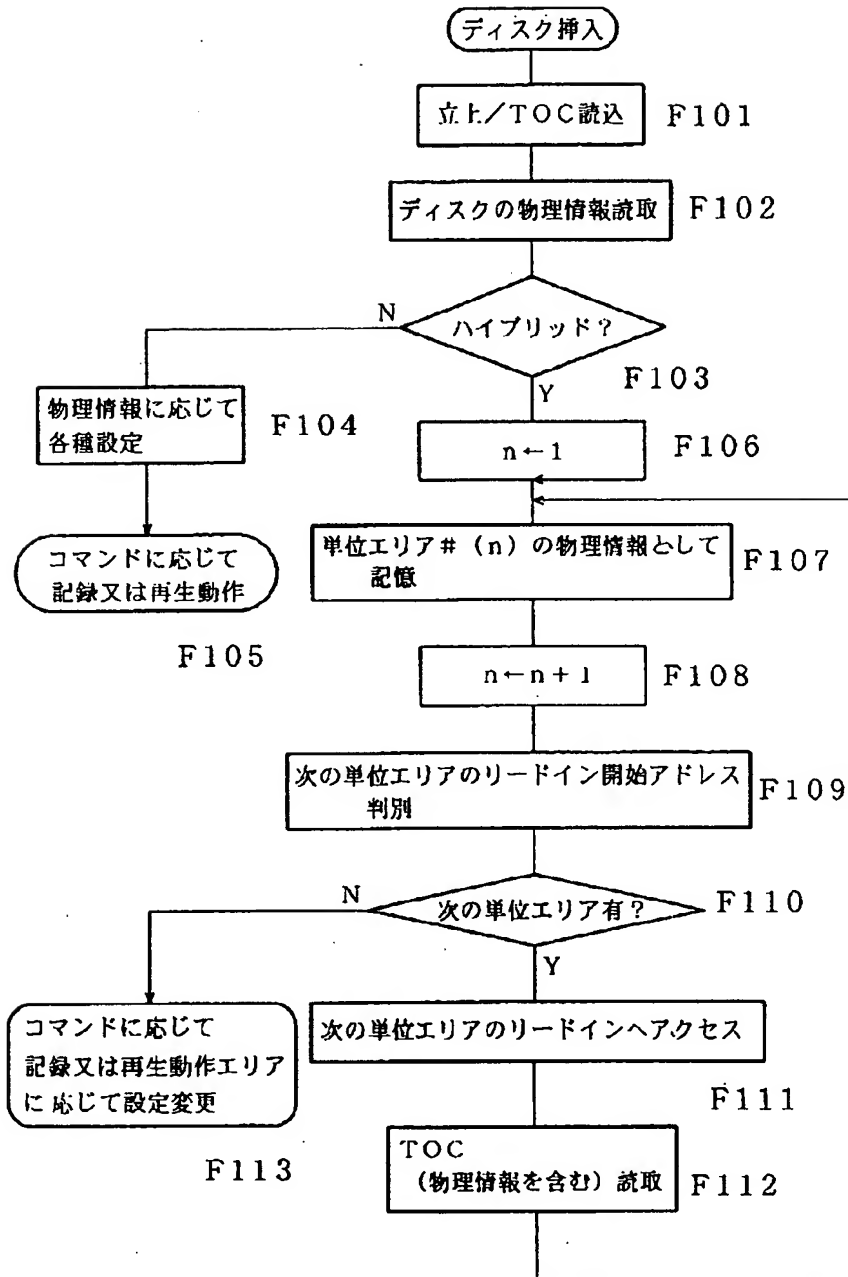 ディスク挿入
立上/TOC読込
F101
ディスクの物理情報読取
F102
ハイブリッド?
N
F103
Y
物理情報に応じて
各種設定
F104
n←1
F106
コマンドに応じて
記録又は再生動作
F105
単位エリア#(n)の物理情報として
記憶
F107
n←n+1
F108
次の単位エリアのリードイン開始アドレス
判別
F109
次の単位エリア有?
N
F110
Y
コマンドに応じて
記録又は再生動作エリア
に応じて設定変更
F113
次の単位エリアのリードインへアクセス
F111
TOC
(物理情報を含む)読取
F112